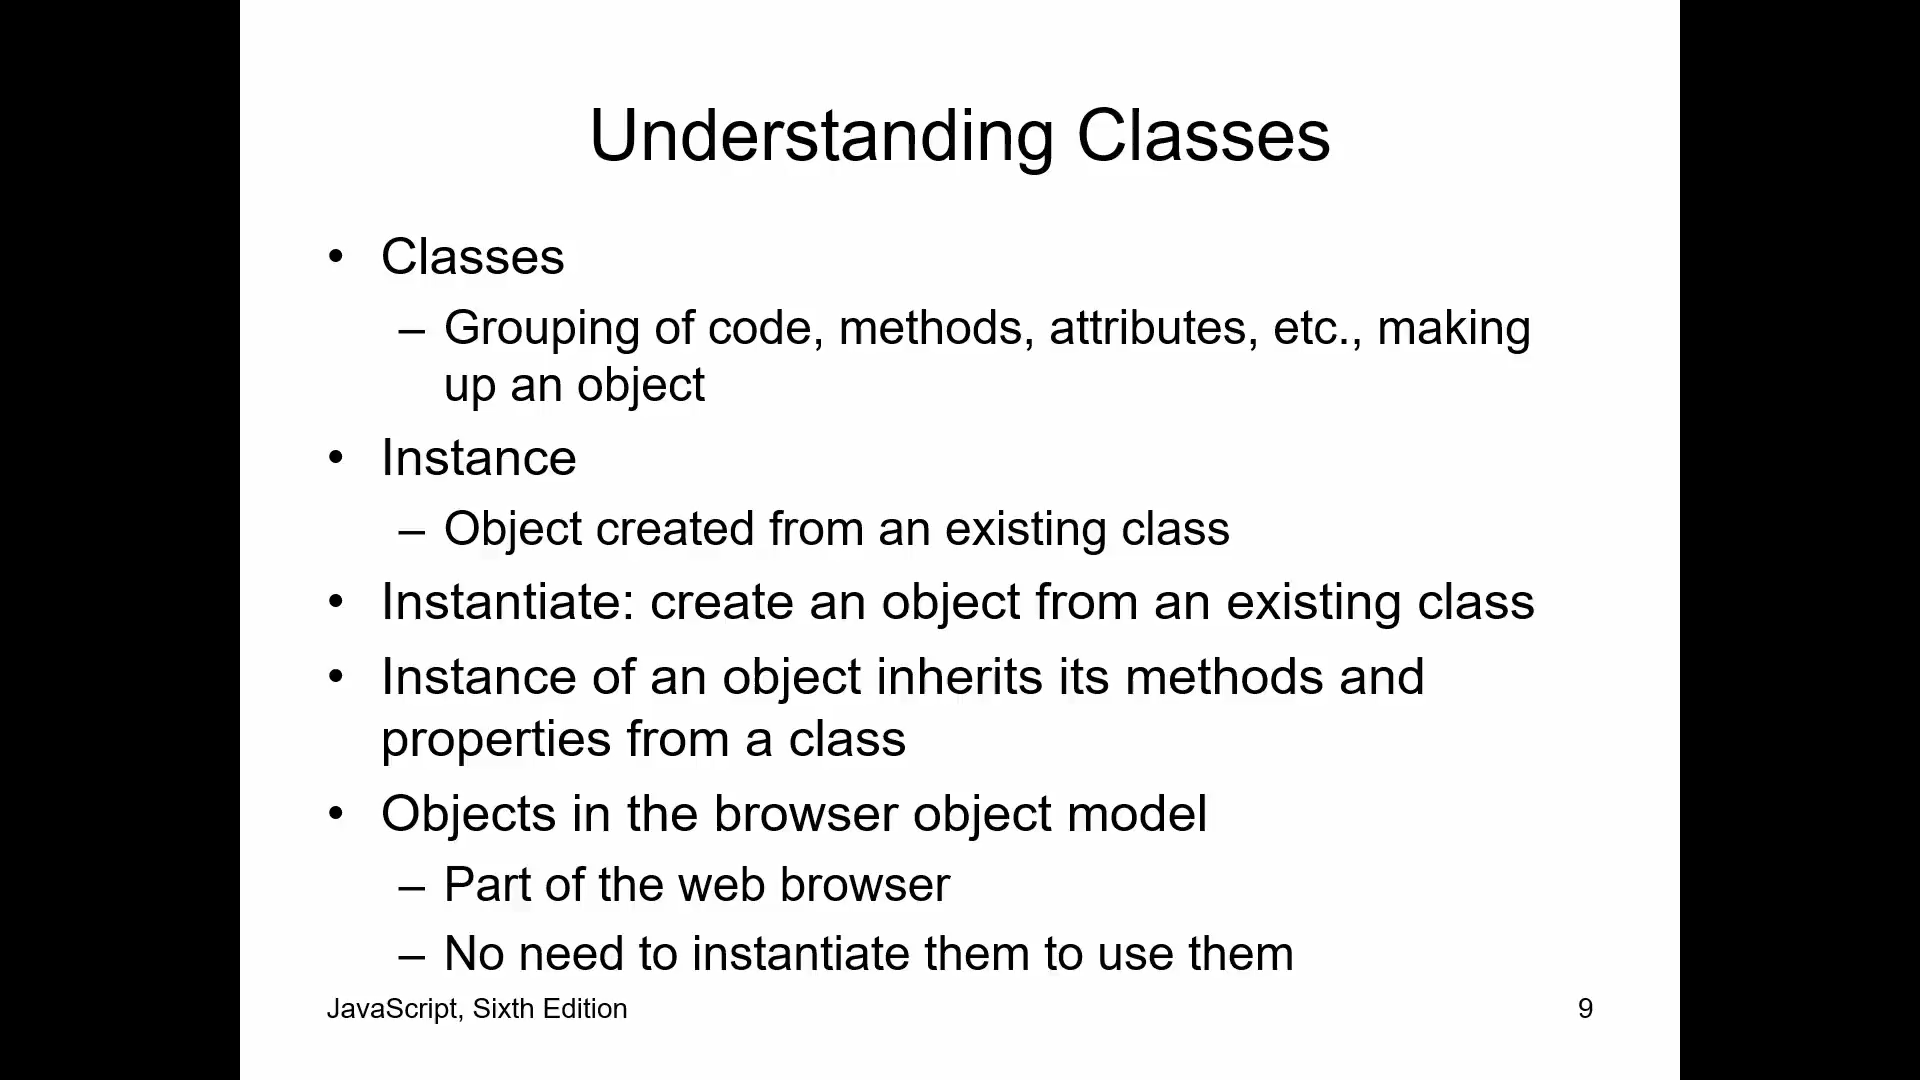 Understanding Classes
• Classes
– Grouping of code, methods, attributes, etc., making
up an object
• Instance
– Object created from an existing class
• Instantiate: create an object from an existing class
• Instance of an object inherits its methods and
properties from a class
• Objects in the browser object model
– Part of the web browser
– No need to instantiate them to use them
JavaScript, Sixth Edition
9